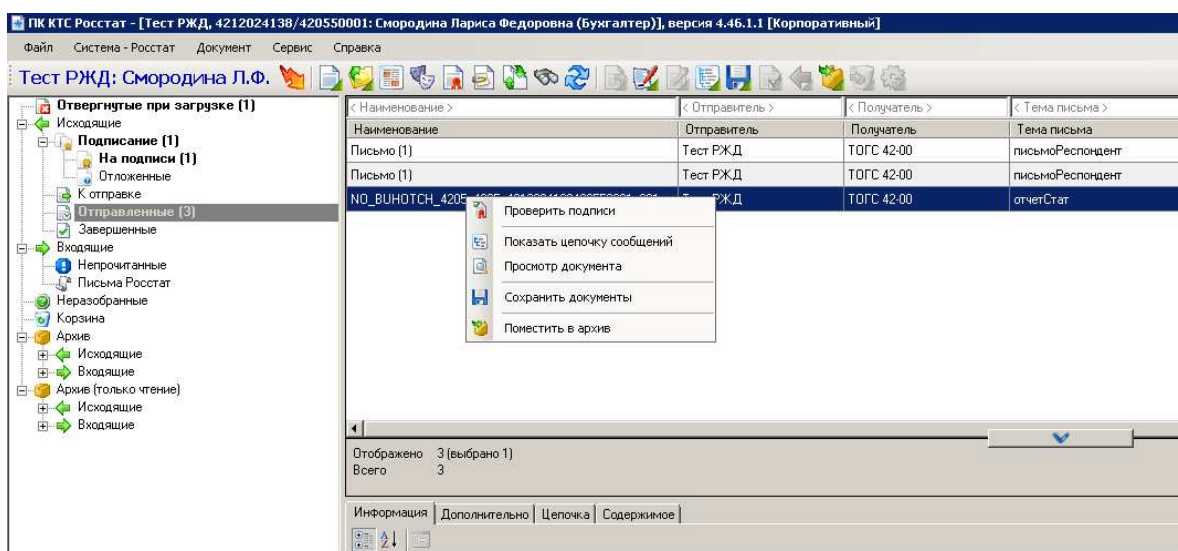 ПК КТС Росстат - [Тест РЖД, 4212024138/420550001: Смородина Лариса Федоровна (Бухгалтер)], версия 4.46.1.1 [Корпоративный]
Файл Система - Росстат Документ Сервис Справка
Тест РЖД: Смородина Л.Ф.
Отвергнутые при загрузке (1)
Исходящие
Подписание (1)
На подписи (1)
Отложенные
К отправке
Отправленные (3)
Завершенные
Входящие
Непрочитанные
Письма Росстат
Неразобранные
Корзина
Архив
Исходящие
Входящие
Архив (только чтение)
Исходящие
Входящие
< Наименование > < Отправитель > < Получатель > < Тема письма >
Наименование Отправитель Получатель Тема письма
Письмо (1) Тест РЖД ТОГС 42-00 письмоРеспондент
Письмо (1) Тест РЖД ТОГС 42-00 письмоРеспондент
NO_BUHOTCH_4205 РЖД ТОГС 42-00 отчетСтат
Проверить подписи
Показать цепочку сообщений
Просмотр документа
Сохранить документы
Поместить в архив
Отображено 3 (выбрано 1)
Всего 3
Информация Дополнительно Цепочка Содержимое